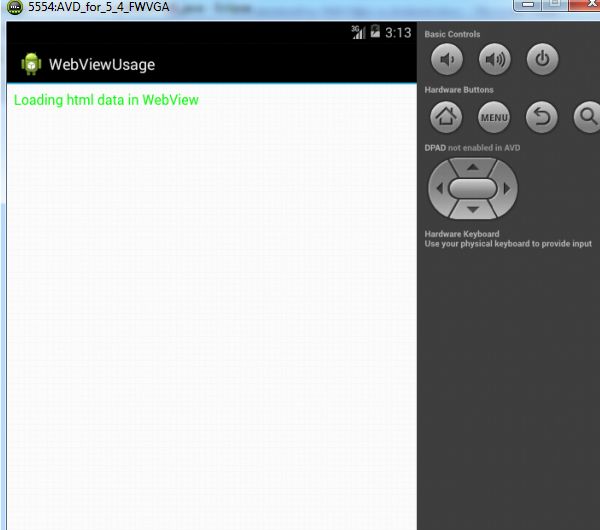 5554:AVD_for_5_4_FWVGA
3G
3:13
WebViewUsage
Loading html data in WebView
Basic Controls
Hardware Buttons
MENU
DPAD not enabled in AVD
Hardware Keyboard
Use your physical keyboard to provide input